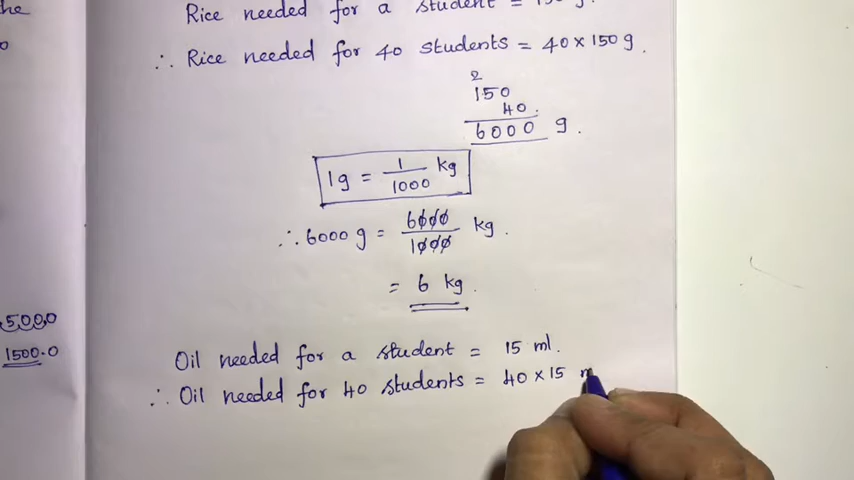 he
Rice needed for a student = 150 g.
∴ Rice needed for 40 students = 40 × 150 g.
2
150
40.
6000 g.
1g = 1/1000 kg
∴ 6000 g = 6000/1000 kg.
= 6 kg.
5000
1500.0
Oil needed for a student = 15 ml.
∴ Oil needed for 40 students = 40 × 15 m